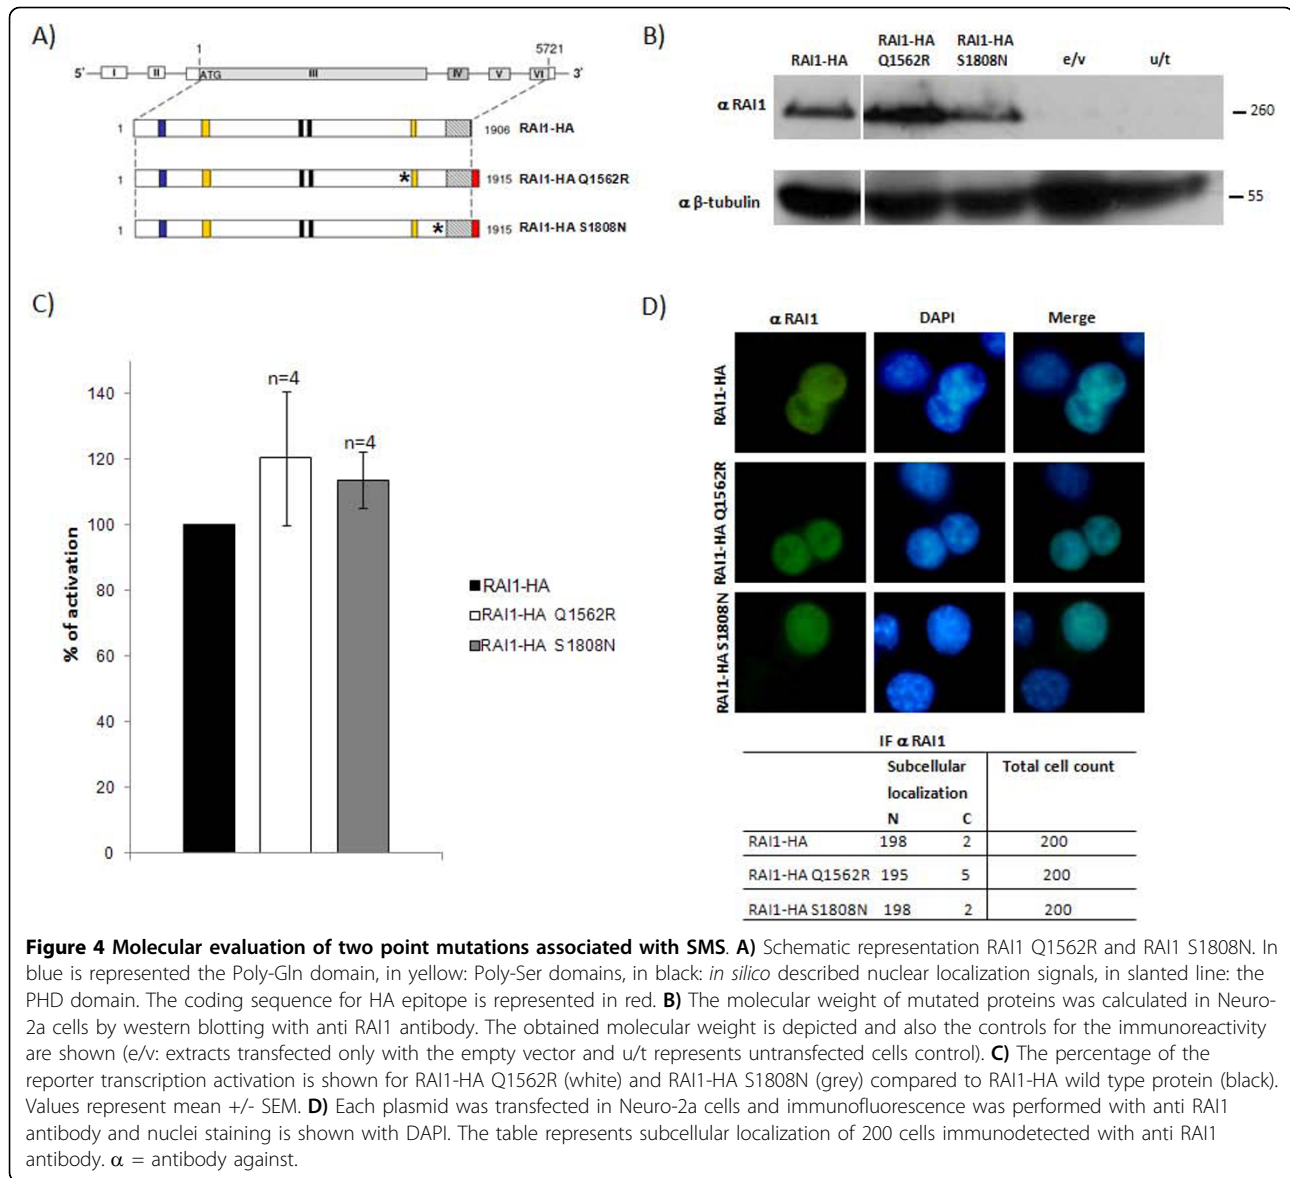 A)
1
5721
5'
I
II
ATG
III
IV
V
VI
3'
1
1906 RAI1-HA
1
1915 RAI1-HA Q1562R
*
1
1915 RAI1-HA S1808N
*
B)
RAI1-HA
RAI1-HA Q1562R
RAI1-HA S1808N
e/v
u/t
α RAI1
260
α β-tubulin
55
C)
% of activation
140
120
100
80
60
40
20
0
n=4
n=4
RAI1-HA
RAI1-HA Q1562R
RAI1-HA S1808N
D)
α RAI1
DAPI
Merge
RAI1-HA
RAI1-HA Q1562R
RAI1-HA S1808N
IF α RAI1
Subcellular localization
Total cell count
N C
RAI1-HA 198 2 200
RAI1-HA Q1562R 195 5 200
RAI1-HA S1808N 198 2 200
Figure 4 Molecular evaluation of two point mutations associated with SMS. A) Schematic representation RAI1 Q1562R and RAI1 S1808N. In
blue is represented the Poly-Gln domain, in yellow: Poly-Ser domains, in black: in silico described nuclear localization signals, in slanted line: the
PHD domain. The coding sequence for HA epitope is represented in red. B) The molecular weight of mutated proteins was calculated in Neuro-
2a cells by western blotting with anti RAI1 antibody. The obtained molecular weight is depicted and also the controls for the immunoreactivity
are shown (e/v: extracts transfected only with the empty vector and u/t represents untransfected cells control). C) The percentage of the
reporter transcription activation is shown for RAI1-HA Q1562R (white) and RAI1-HA S1808N (grey) compared to RAI1-HA wild type protein (black).
Values represent mean +/- SEM. D) Each plasmid was transfected in Neuro-2a cells and immunofluorescence was performed with anti RAI1
antibody and nuclei staining is shown with DAPI. The table represents subcellular localization of 200 cells immunodetected with anti RAI1
antibody. α = antibody against.